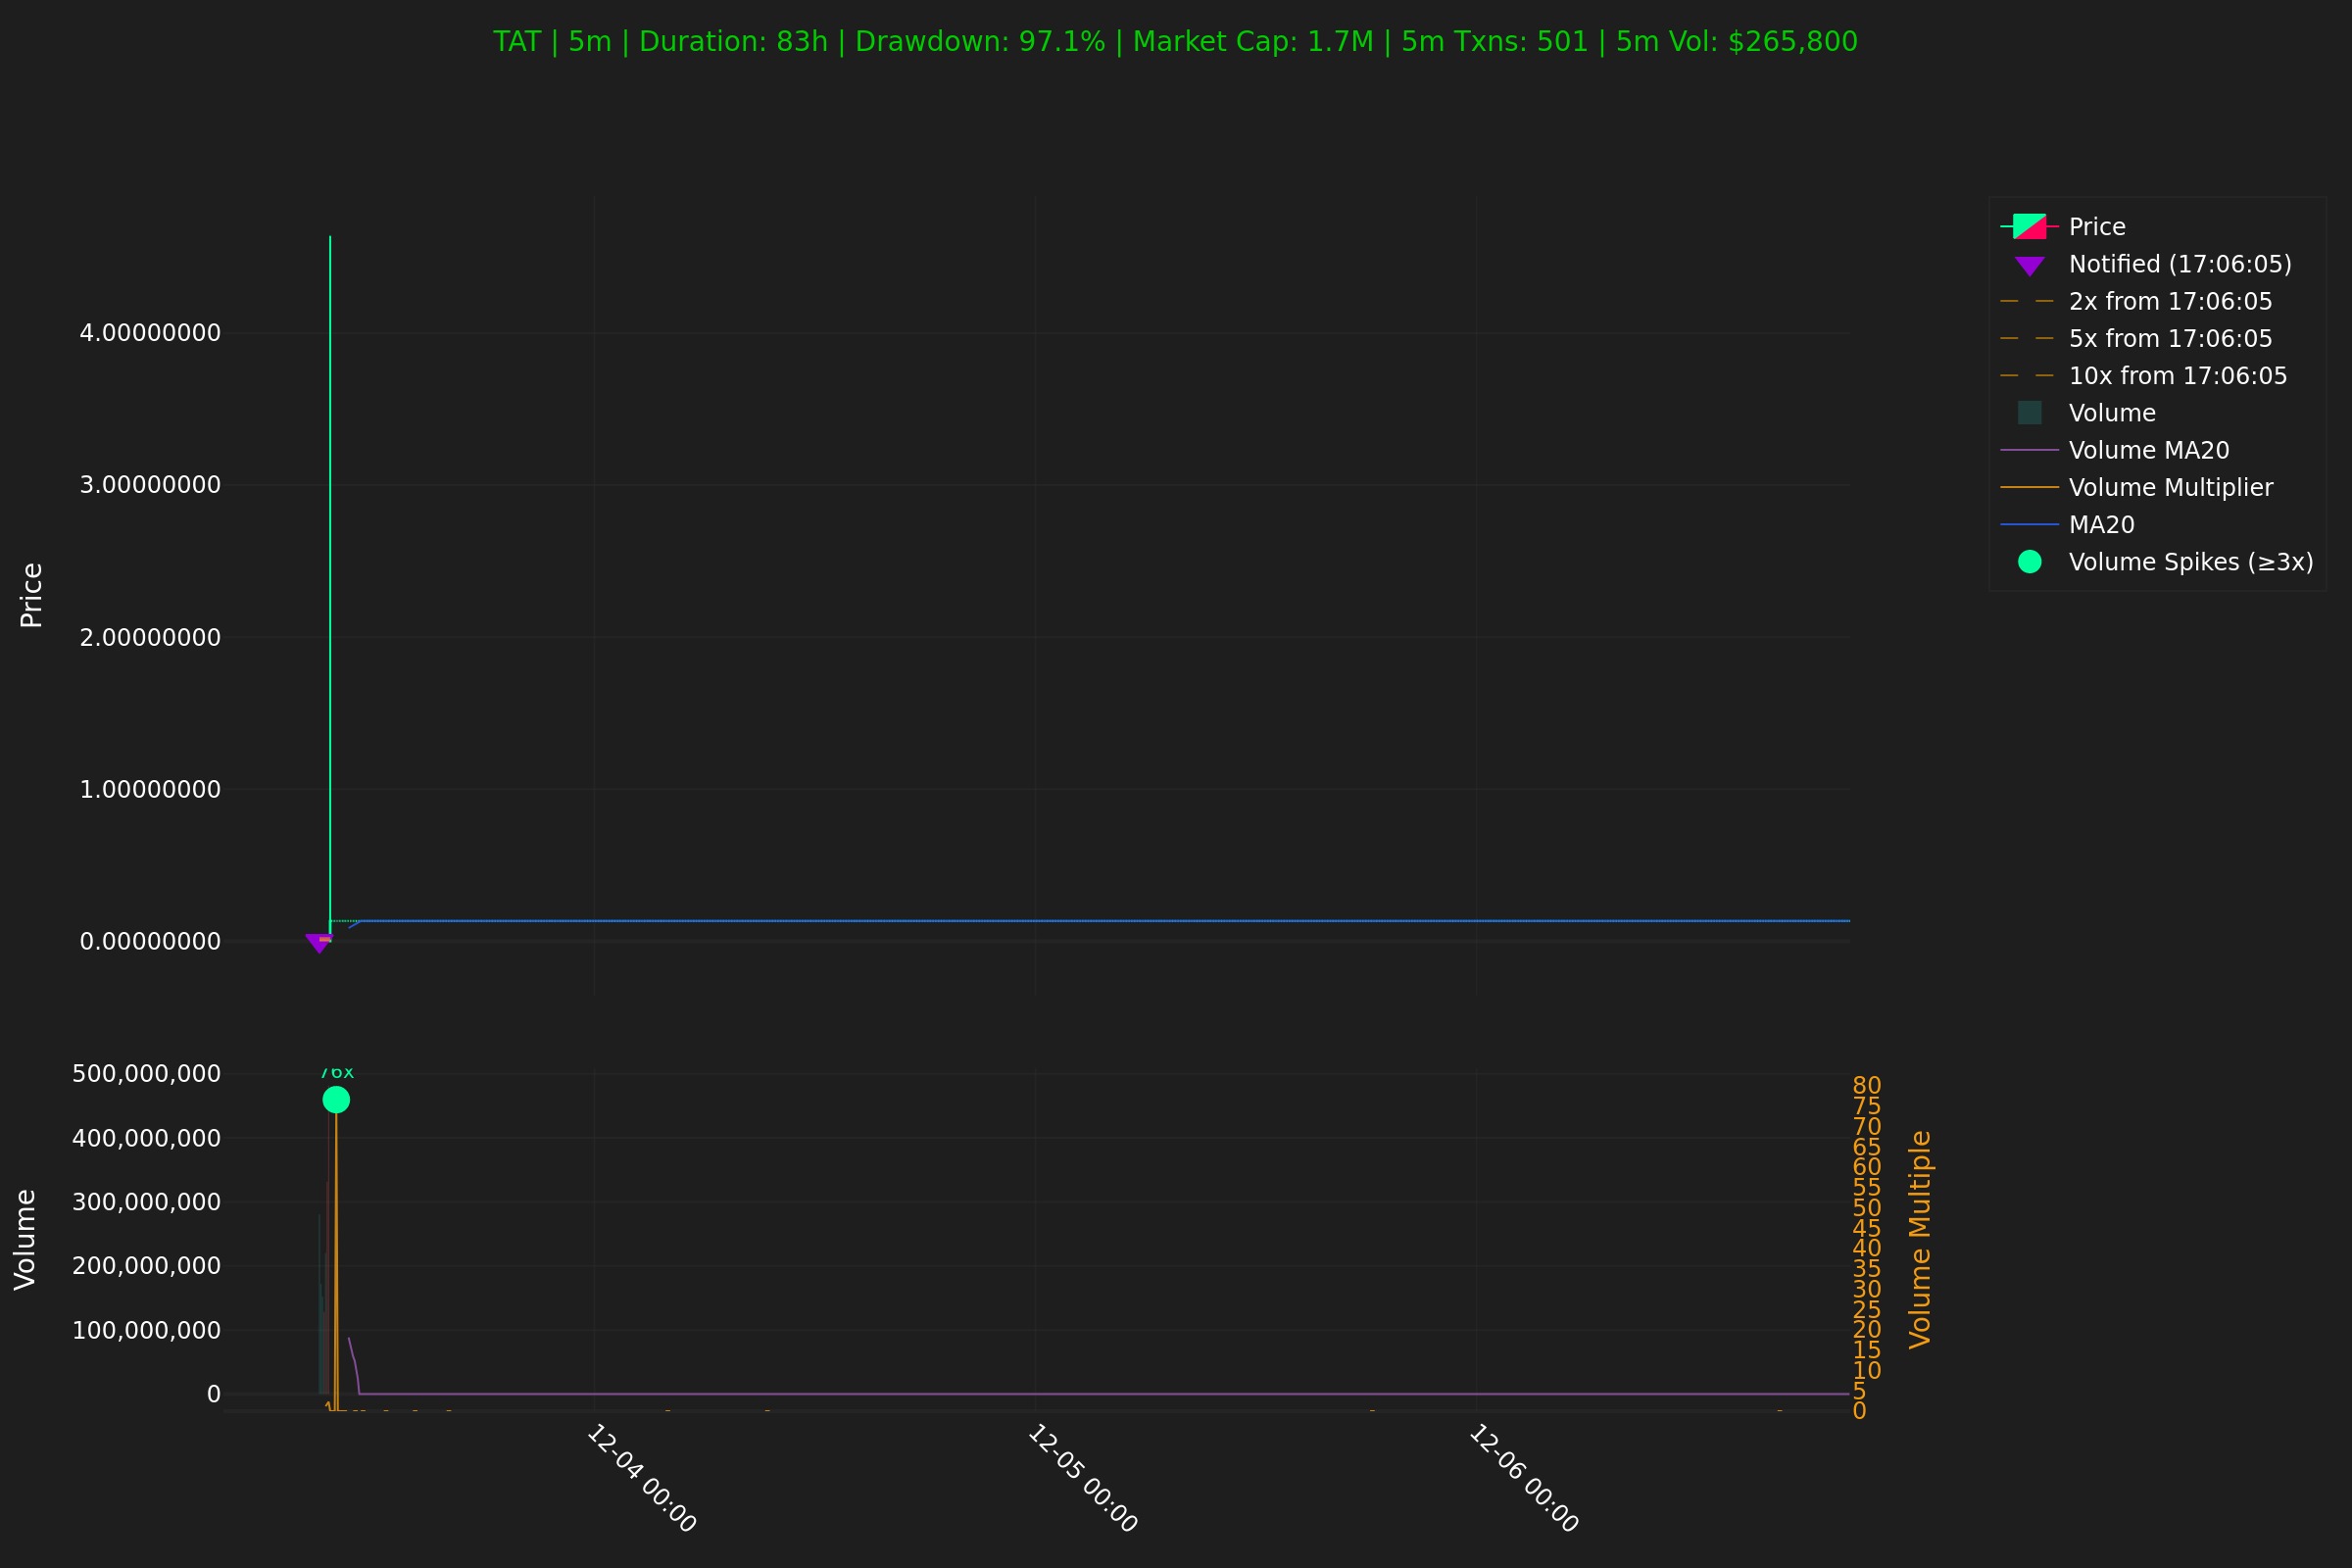 TAT | 5m | Duration: 83h | Drawdown: 97.1% | Market Cap: 1.7M | 5m Txns: 501 | 5m Vol: $265,800
Price
4.00000000
3.00000000
2.00000000
1.00000000
0.00000000
Price
Notified (17:06:05)
2x from 17:06:05
5x from 17:06:05
10x from 17:06:05
Volume
Volume MA20
Volume Multiplier
MA20
Volume Spikes (≥3x)
Volume
500,000,000
400,000,000
300,000,000
200,000,000
100,000,000
0
76x
80
75
70
65
60
55
50
45
40
35
30
25
20
15
10
5
0
Volume Multiple
12-04 00:00
12-05 00:00
12-06 00:00